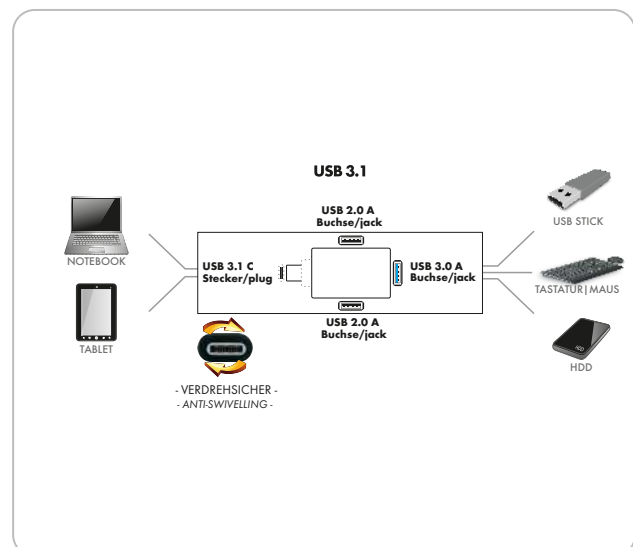 USB 3.1
USB 2.0 A
Buchse/jack
USB 3.1 C
Stecker/plug
USB 3.0 A
Buchse/jack
USB 2.0 A
Buchse/jack
NOTEBOOK
TABLET
- VERDREHSICHER -
- ANTI-SWIVELLING -
USB STICK
TASTATUR|MAUS
HDD